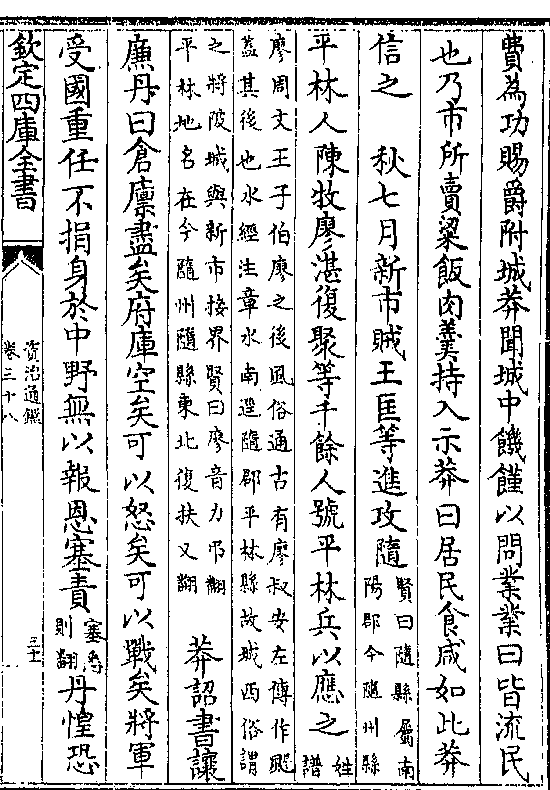 費為功賜爵附城莽聞城中饑饉以問業業曰皆流民
也乃市所賣粱飯肉羮持入示莽曰居民食咸如此莽
信之　秋七月新市賊王匡等進攻隨
賢曰隨縣屬南
陽郡今隨州縣
平林人陳牧廖湛復聚等千餘人號平林兵以應之
姓
譜
廖周文王子伯廖之後風俗通古有廖叔安左傳作飂
蓋其後也水經注章水南逕隨郡平林縣故城西俗謂
之將陂城與新市接界賢曰廖音力弔翻
平林地名在今隨州隨縣東北復扶又翻
莽詔書讓
廉丹曰倉廩盡矣府庫空矣可以怒矣可以戰矣將軍
受國重任不捐身於中野無以報恩塞責
塞悉
則翻
丹惶恐
欽定四庫全書
資治通鑑
卷三十八